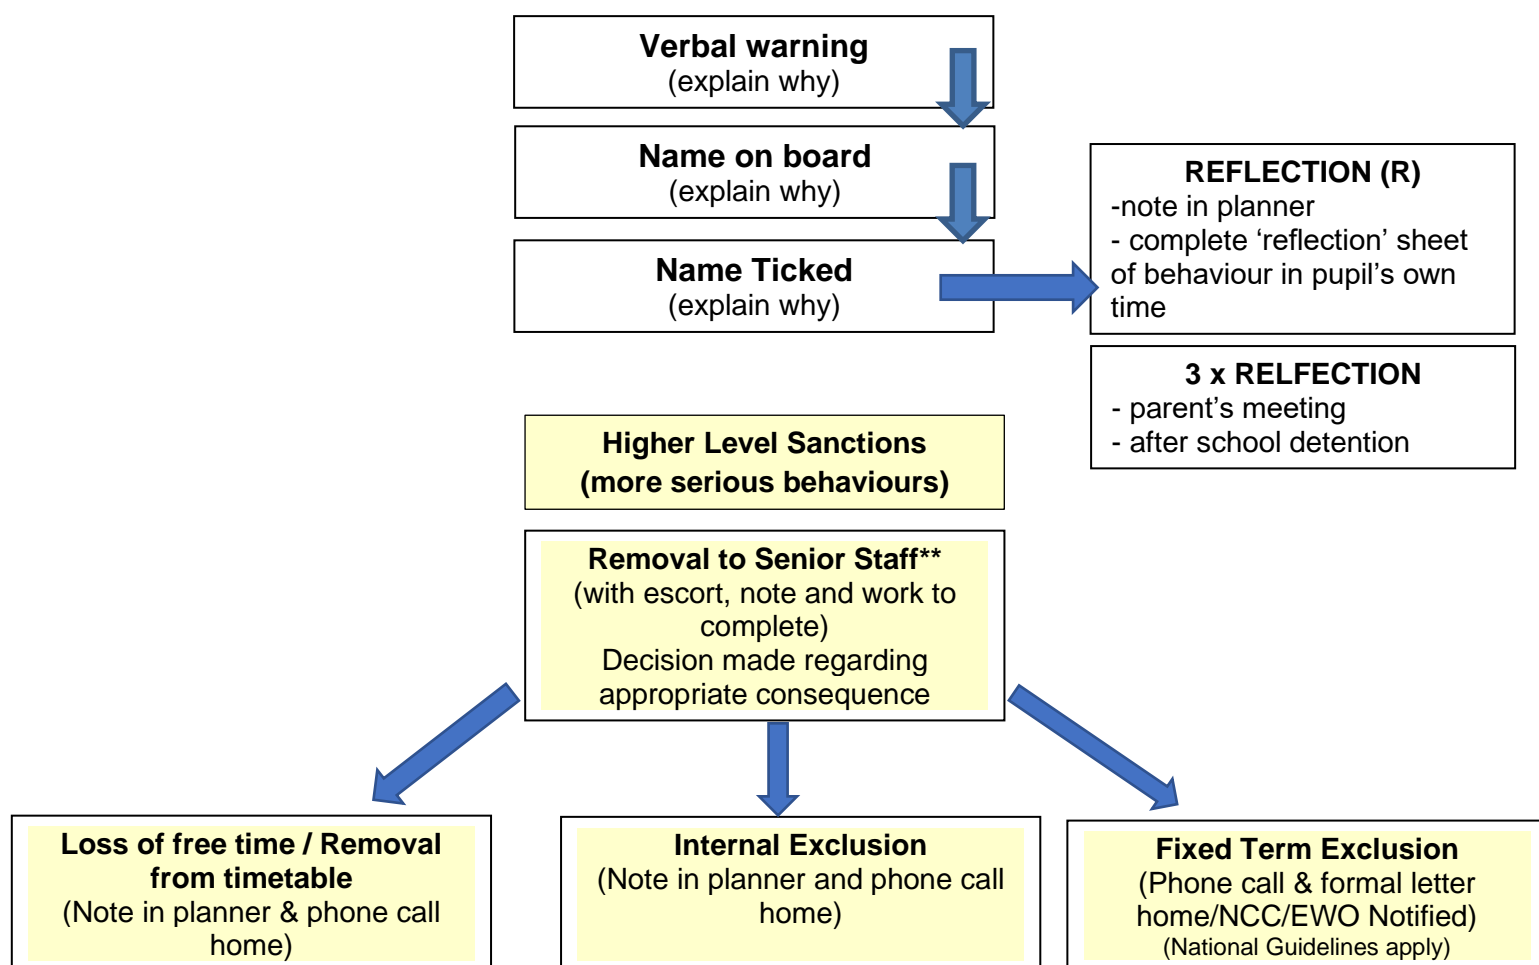 Verbal warning
(explain why)
Name on board
(explain why)
Name Ticked
(explain why)
REFLECTION (R)
-note in planner
- complete ‘reflection’ sheet
of behaviour in pupil’s own
time
3 x RELFECTION
- parent’s meeting
- after school detention
Higher Level Sanctions
(more serious behaviours)
Removal to Senior Staff**
(with escort, note and work to
complete)
Decision made regarding
appropriate consequence
Loss of free time / Removal
from timetable
(Note in planner & phone call
home)
Internal Exclusion
(Note in planner and phone call
home)
Fixed Term Exclusion
(Phone call & formal letter
home/NCC/EWO Notified)
(National Guidelines apply)